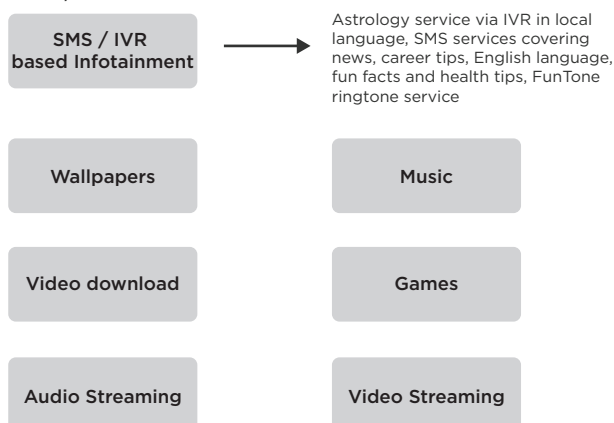 SMS / IVR
based Infotainment
Astrology service via IVR in local
language, SMS services covering
news, career tips, English language,
fun facts and health tips, FunTone
ringtone service
Wallpapers
Music
Video download
Games
Audio Streaming
Video Streaming